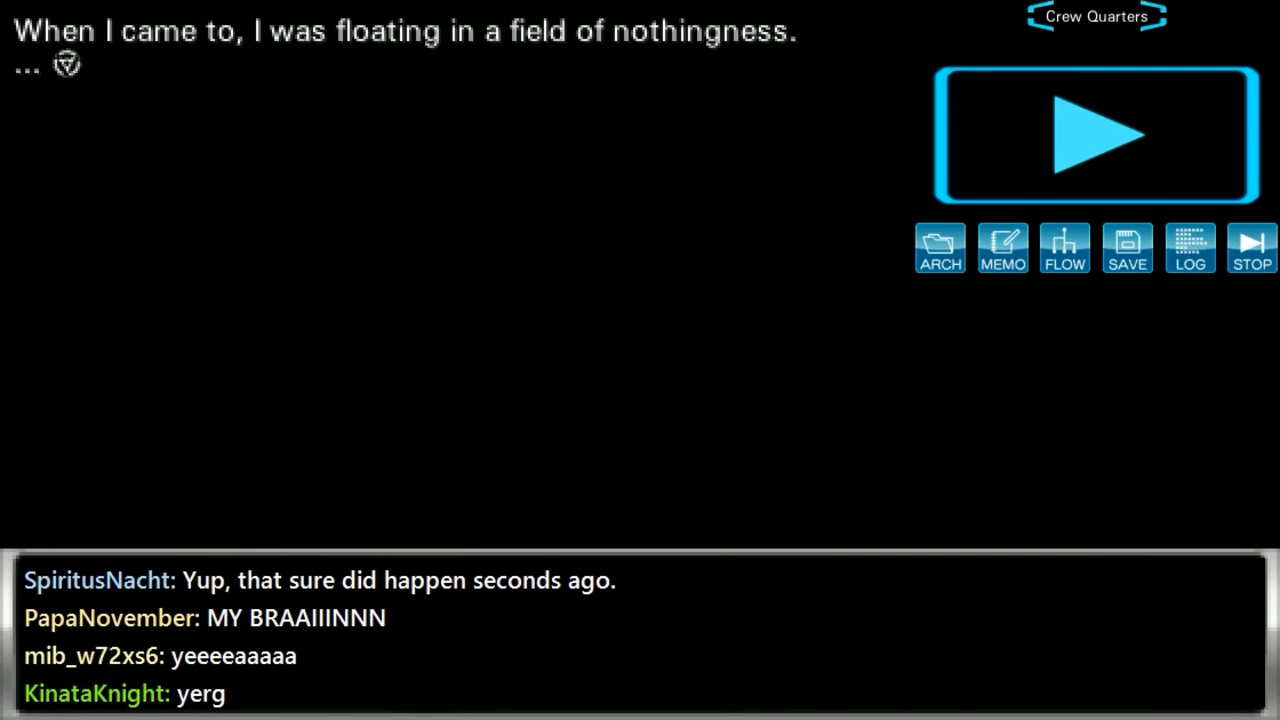 When I came to, I was floating in a field of nothingness.
...
Crew Quarters
ARCH MEMO FLOW SAVE LOG STOP
SpiritusNacht: Yup, that sure did happen seconds ago.
PapaNovember: MY BRAAIIINNN
mib_w72xs6: yeeeeaaaaa
KinataKnight: yerg